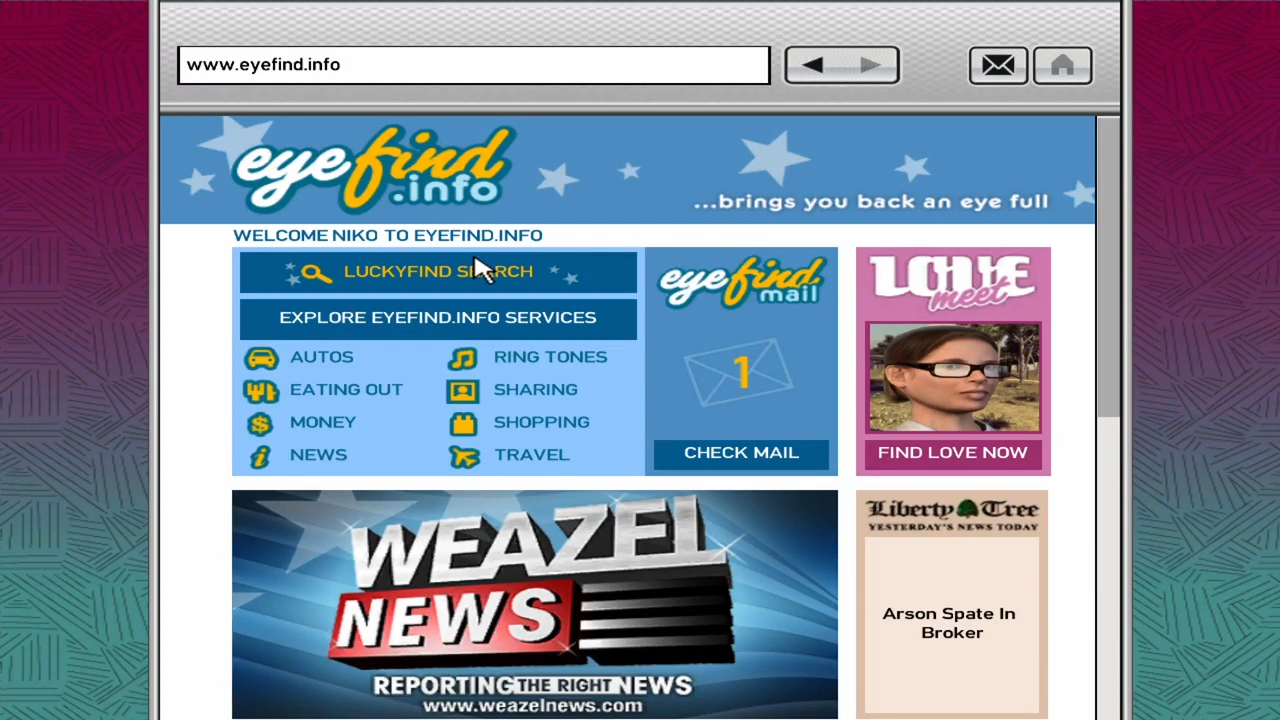 www.eyefind.info
eyefind
.info
...brings you back an eye full
WELCOME NIKO TO EYEFIND.INFO
LUCKYFIND SEARCH
EXPLORE EYEFIND.INFO SERVICES
AUTOS
RING TONES
EATING OUT
SHARING
MONEY
SHOPPING
NEWS
TRAVEL
eyefind
mail
1
CHECK MAIL
LOVE
meet
FIND LOVE NOW
WEAZEL
NEWS
REPORTING THE RIGHT NEWS
www.weazelnews.com
Liberty Tree
YESTERDAY'S NEWS TODAY
Arson Spate In
Broker